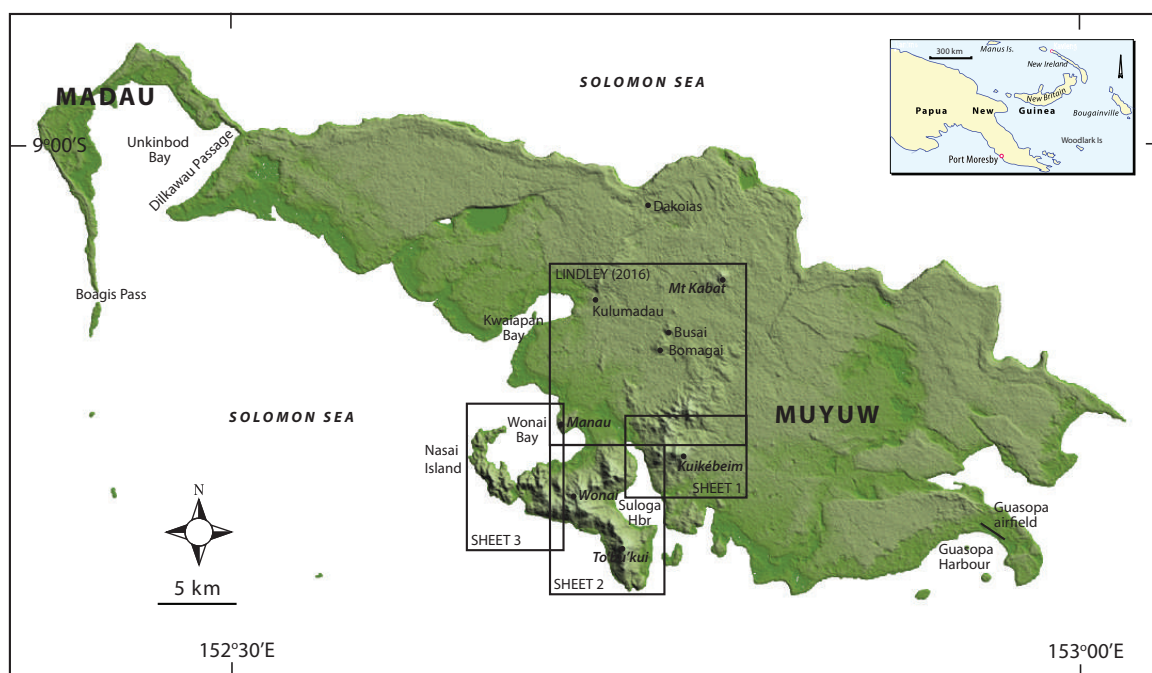 SOLOMON SEA
MADAU
Unkinbod
Bay
9°00'S
Dilkawau Passage
Boagis Pass
300 km
Manus Is.
New Ireland
New Britain
Papua New Guinea
Bougainville
Woodlark Is
Port Moresby
Dakoias
LINDLEY (2016)
Mt Kabat
Kulumadau
Kwaiapan
Bay
Busai
Bomagai
SOLOMON SEA
MUYUW
Wonai
Bay
Manau
Nasai
Island
Kuikébeim
SHEET 1
Wonai
Suloga
Hbr
SHEET 3
SHEET 2
Guasopa
airfield
Guasopa
Harbour
N
5 km
152°30'E
153°00'E